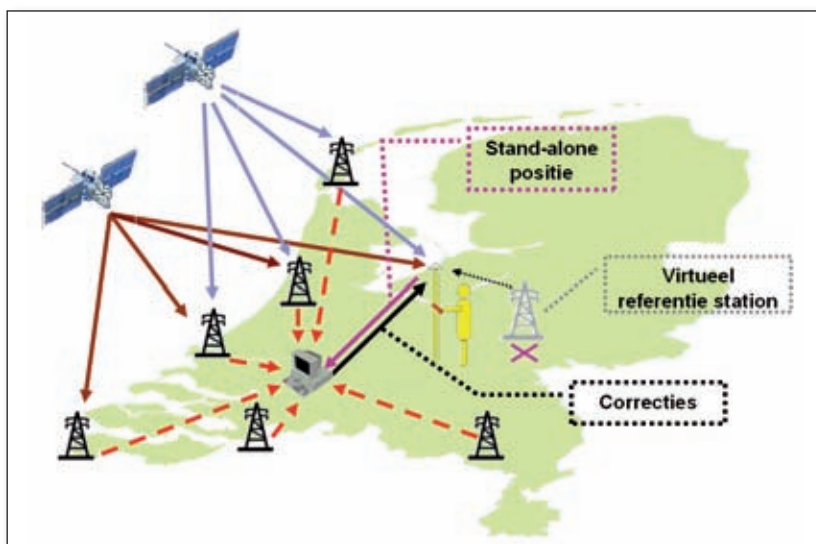 Stand-alone
positie
Virtueel
referentie station
Correcties